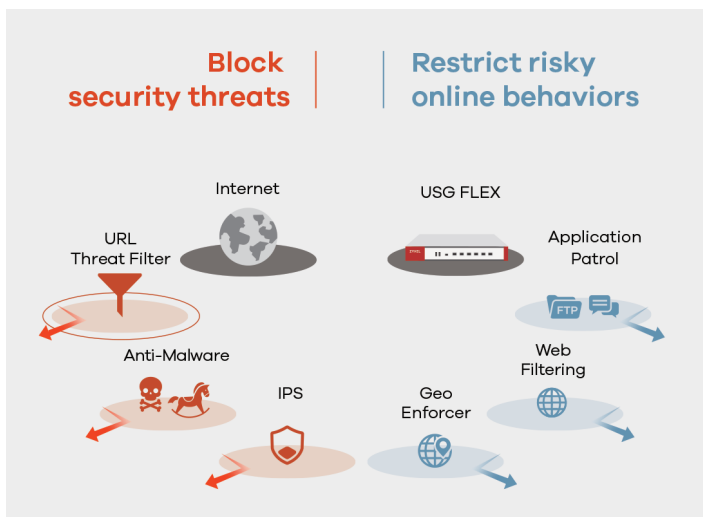 Block
security threats
Restrict risky
online behaviors
Internet
USG FLEX
URL
Threat Filter
Application
Patrol
FTP
Anti-Malware
Web
Filtering
IPS
Geo
Enforcer